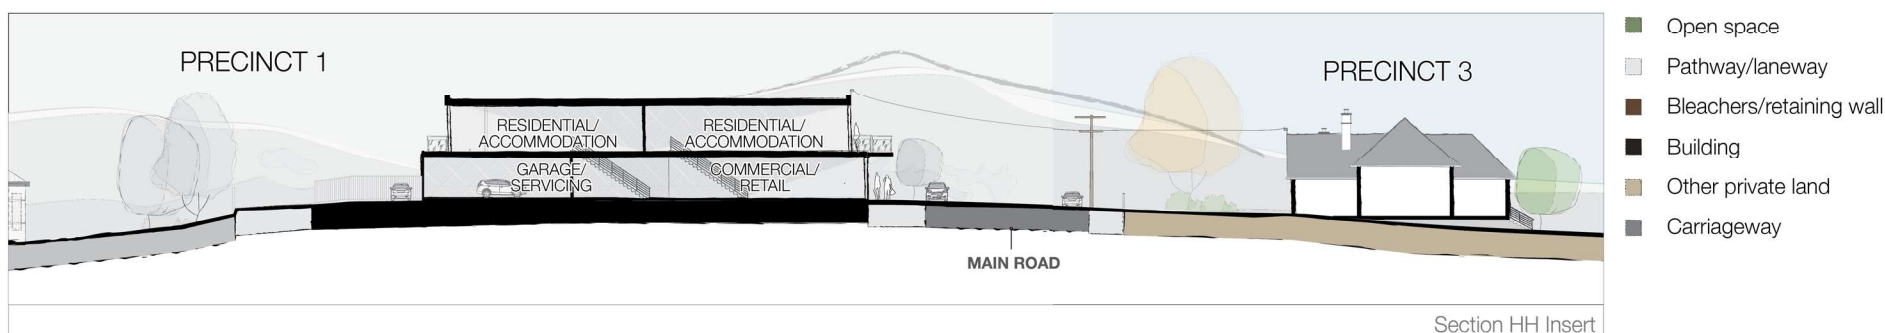 PRECINCT 1
PRECINCT 3
RESIDENTIAL/
ACCOMMODATION
RESIDENTIAL/
ACCOMMODATION
GARAGE/
SERVICING
COMMERCIAL/
RETAIL
MAIN ROAD
Open space
Pathway/laneway
Bleachers/retaining wall
Building
Other private land
Carriageway
Section HH Insert